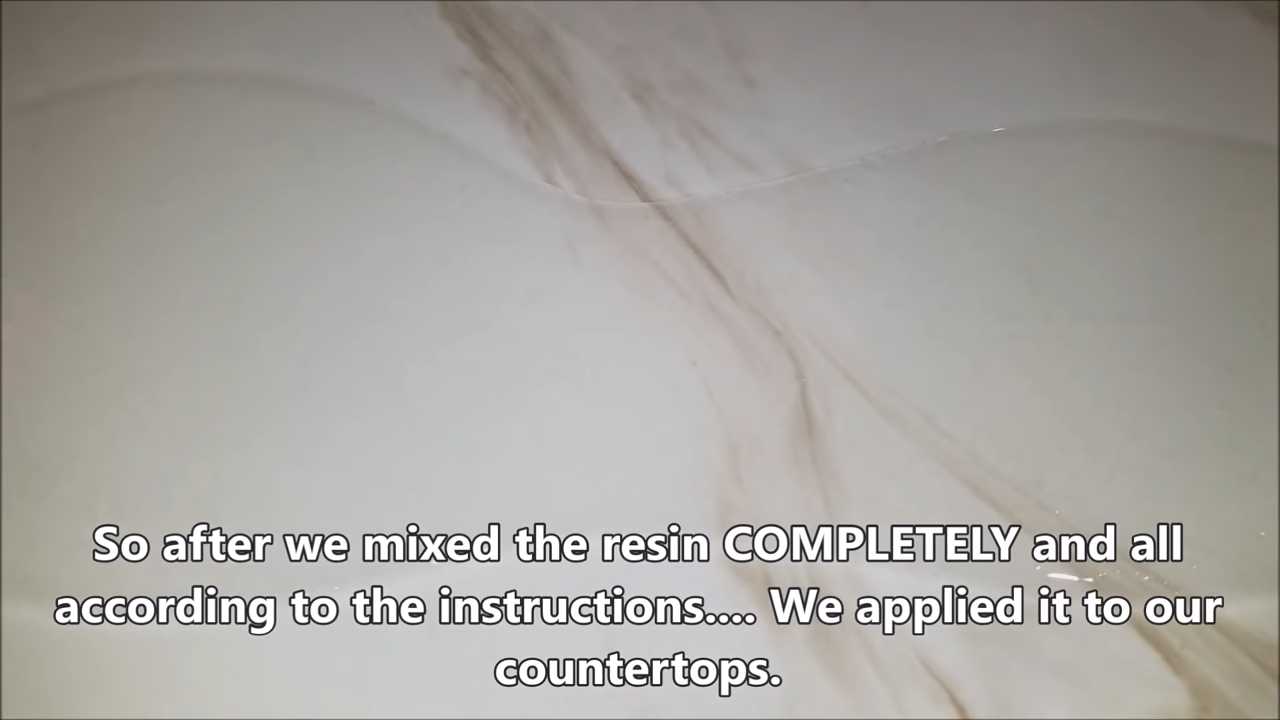 So after we mixed the resin COMPLETELY and all
according to the instructions.... We applied it to our
countertops.